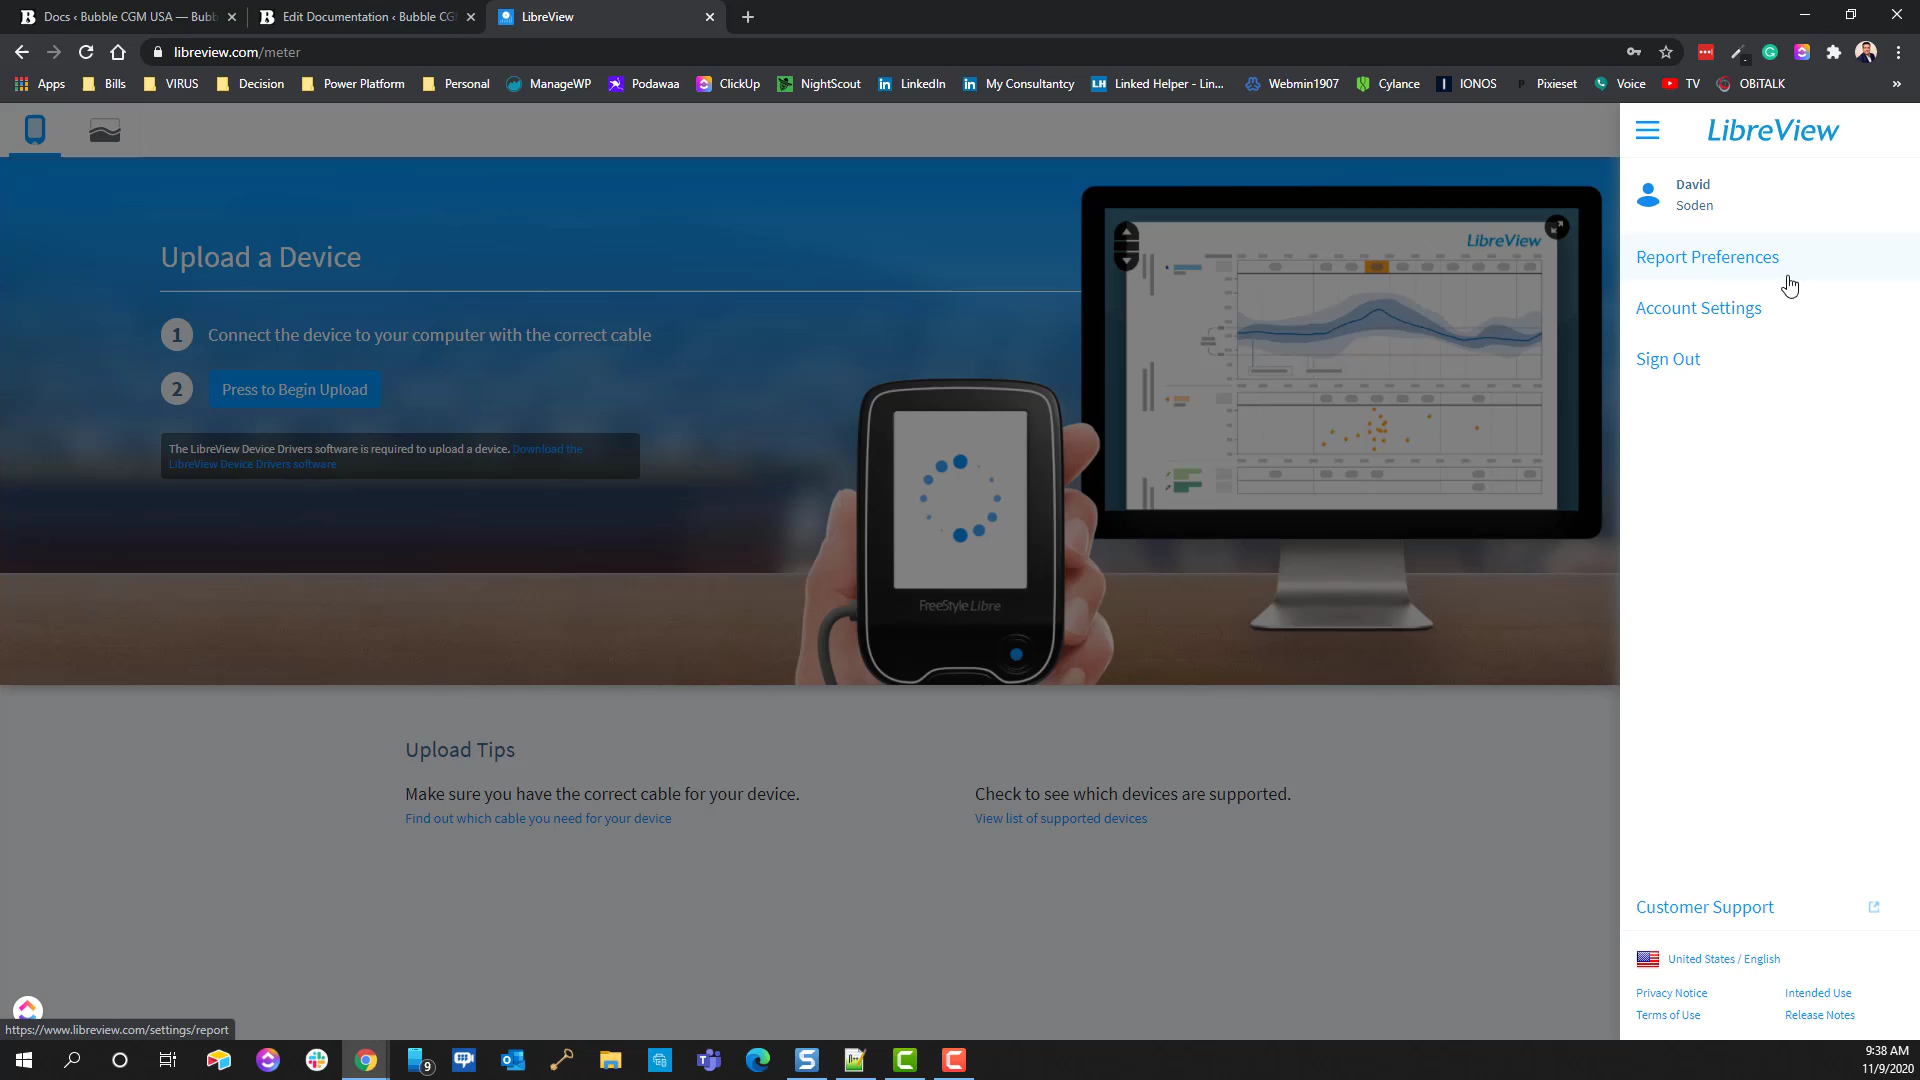 Docs ‹ Bubble CGM USA — Bubb
Edit Documentation ‹ Bubble CG
LibreView
libreview.com/meter
Apps
Bills
VIRUS
Decision
Power Platform
Personal
ManageWP
Podawaa
ClickUp
NightScout
LinkedIn
My Consultantcy
Linked Helper - Lin...
Webmin1907
Cylance
IONOS
Pixieset
Voice
TV
OBiTALK
»
LibreView
David
Soden
Report Preferences
Account Settings
Sign Out
Upload a Device
1 Connect the device to your computer with the correct cable
2 Press to Begin Upload
The LibreView Device Drivers software is required to upload a device. Download the
LibreView Device Drivers software
LibreView
FreeStyle Libre
Upload Tips
Make sure you have the correct cable for your device.
Find out which cable you need for your device
Check to see which devices are supported.
View list of supported devices
Customer Support
United States / English
Privacy Notice
Intended Use
Terms of Use
Release Notes
https://www.libreview.com/settings/report
9
9:38 AM
11/9/2020